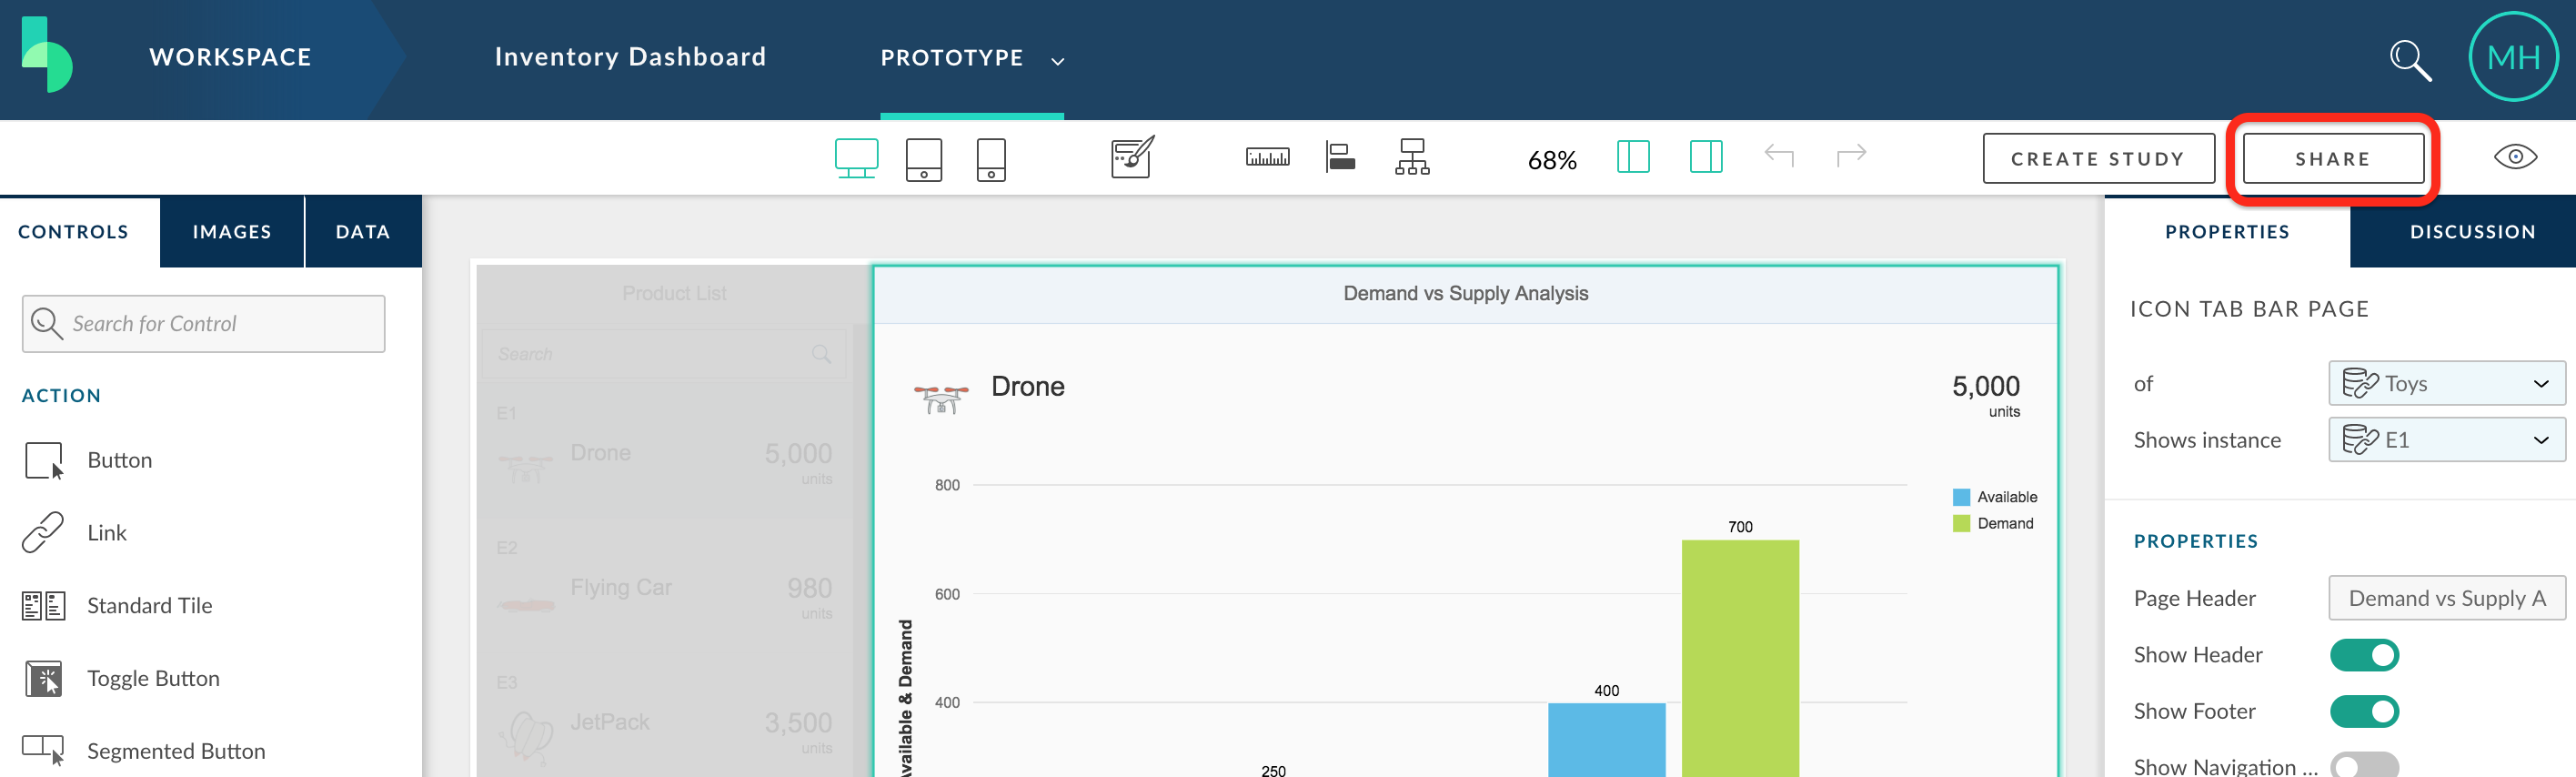 WORKSPACE
Inventory Dashboard
PROTOTYPE
MH
68%
CREATE STUDY
SHARE
CONTROLS
IMAGES
DATA
Search for Control
ACTION
Button
Link
Standard Tile
Toggle Button
Segmented Button
Product List
Search
E1
Drone
5,000
units
E2
Flying Car
980
units
E3
JetPack
3,500
units
Demand vs Supply Analysis
Drone
5,000
units
Available
Demand
800
600
400
Available & Demand
700
400
250
PROPERTIES
DISCUSSION
ICON TAB BAR PAGE
of
Toys
Shows instance
E1
PROPERTIES
Page Header
Demand vs Supply A
Show Header
Show Footer
Show Navigation ...